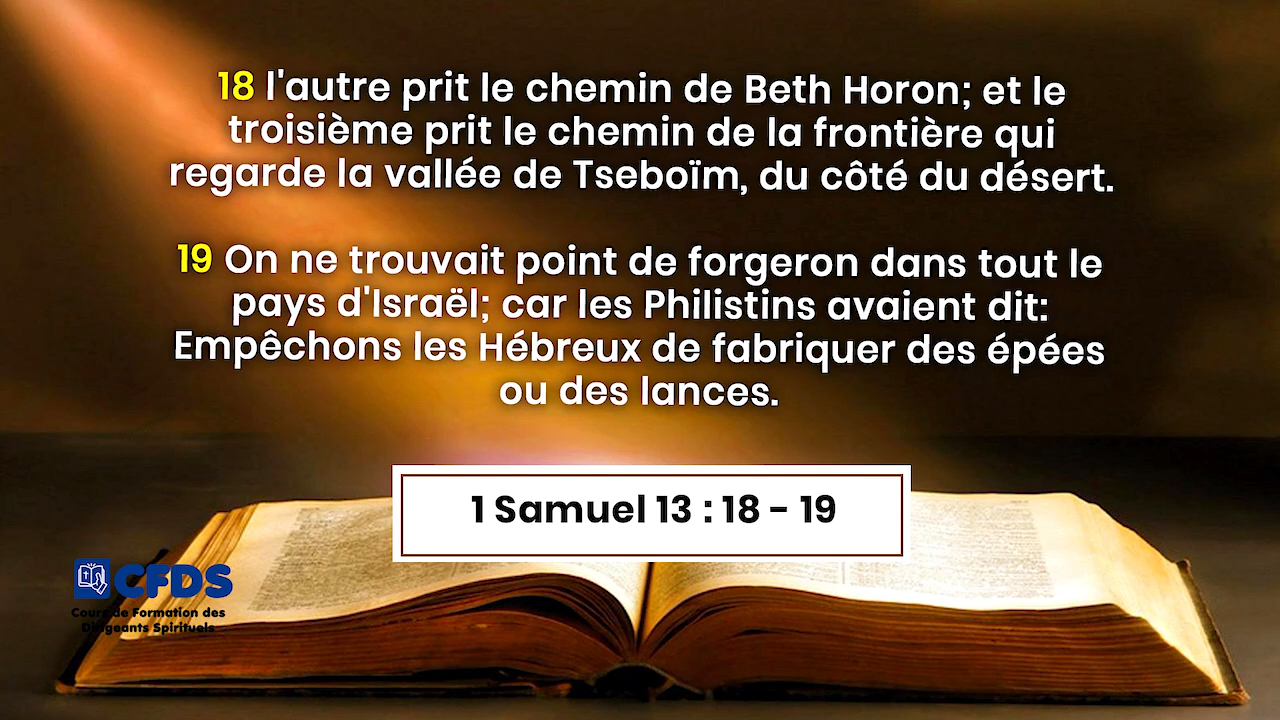 18 l'autre prit le chemin de Beth Horon; et le
troisième prit le chemin de la frontière qui
regarde la vallée de Tseboïm, du côté du désert.
19 On ne trouvait point de forgeron dans tout le
pays d'Israël; car les Philistins avaient dit:
Empêchons les Hébreux de fabriquer des épées
ou des lances.
1 Samuel 13 : 18 - 19
CFDS
Cours de Formation des
Dirigeants Spirituels